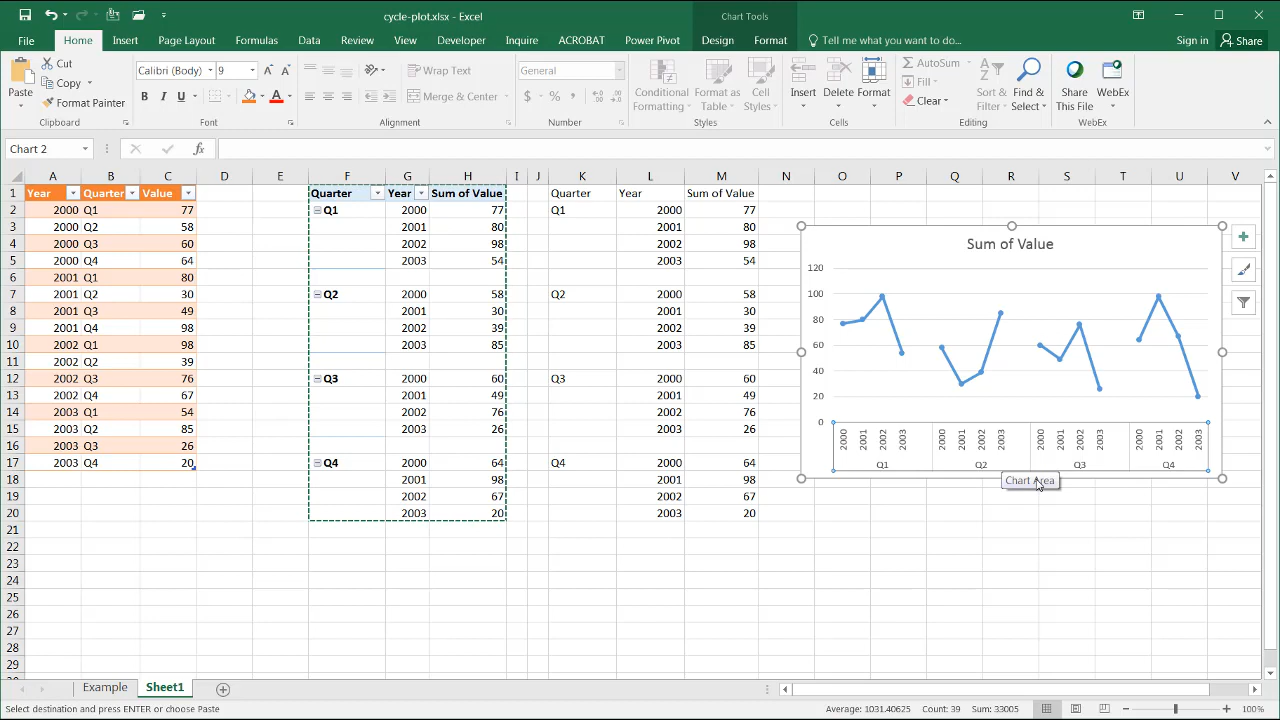 cycle-plot.xlsx - Excel
Chart Tools
File Home Insert Page Layout Formulas Data Review View Developer Inquire ACROBAT Power Pivot Design Format Tell me what you want to do... Sign in Share
Paste Cut Copy Format Painter
Calibri (Body) 9
B I U
Wrap Text
Merge & Center
General
$ % ,
Conditional Formatting Format as Table Cell Styles
Insert Delete Format
AutoSum Fill Clear
Sort & Filter Find & Select
Share This File WebEx
Clipboard Font Alignment Number Styles Cells Editing WebEx
Chart 2 fx
A B C D E F G H I J K L M N O P Q R S T U V
1 Year Quarter Value Quarter Year Sum of Value Quarter Year Sum of Value
2 2000 Q1 77 Q1 2000 77 Q1 2000 77
3 2000 Q2 58 2001 80 2001 80
4 2000 Q3 60 2002 98 2002 98
5 2000 Q4 64 2003 54 2003 54
6 2001 Q1 80
7 2001 Q2 30 Q2 2000 58 Q2 2000 58
8 2001 Q3 49 2001 30 2001 30
9 2001 Q4 98 2002 39 2002 39
10 2002 Q1 98 2003 85 2003 85
11 2002 Q2 39
12 2002 Q3 76 Q3 2000 60 Q3 2000 60
13 2002 Q4 67 2001 49 2001 49
14 2003 Q1 54 2002 76 2002 76
15 2003 Q2 85 2003 26 2003 26
16 2003 Q3 26
17 2003 Q4 20 Q4 2000 64 Q4 2000 64
18 2001 98 2001 98
19 2002 67 2002 67
20 2003 20 2003 20
21
22
23
24
25
26
27
28
29
Sum of Value
120
100
80
60
40
20
0
2000 2001 2002 2003 2000 2001 2002 2003 2000 2001 2002 2003 2000 2001 2002 2003
Q1 Q2 Q3 Q4
Chart Area
Example Sheet1
Select destination and press ENTER or choose Paste Average: 1031.40625 Count: 39 Sum: 33005 100%